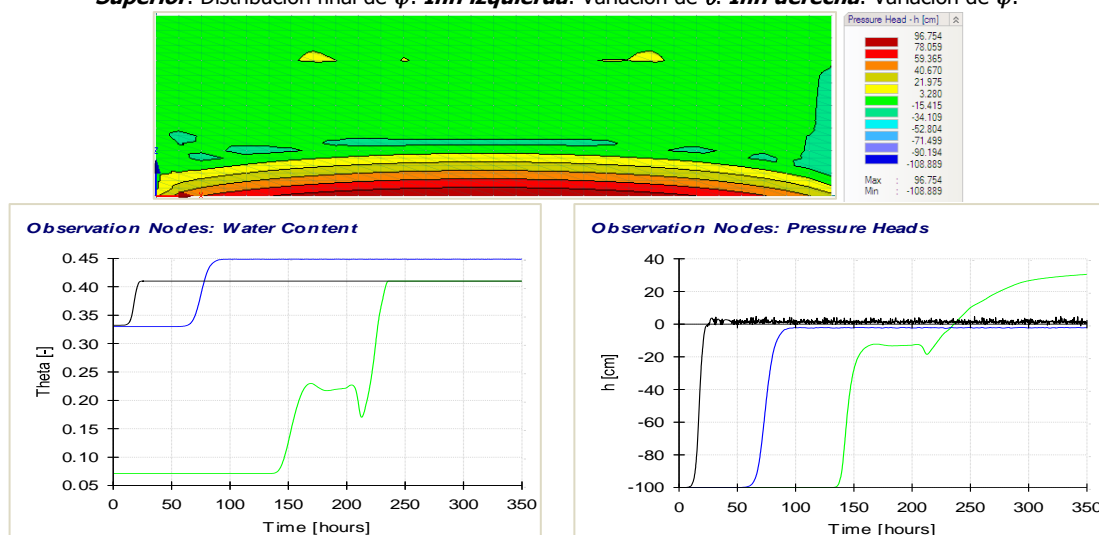 Superior: Distribución final de φ. Inf. izquierda: Variación de θ. Inf. derecha: Variación de φ.
Pressure Head - h [cm]
96.754
78.059
59.365
40.670
21.975
3.280
-15.415
-34.109
-52.804
-71.499
-90.194
-108.889
Max : 96.754
Min : -108.889
z
x
Observation Nodes: Water Content
Theta [-]
0.45
0.40
0.35
0.30
0.25
0.20
0.15
0.10
0.05
0 50 100 150 200 250 300 350
Time [hours]
Observation Nodes: Pressure Heads
h [cm]
40
20
0
-20
-40
-60
-80
-100
0 50 100 150 200 250 300 350
Time [hours]